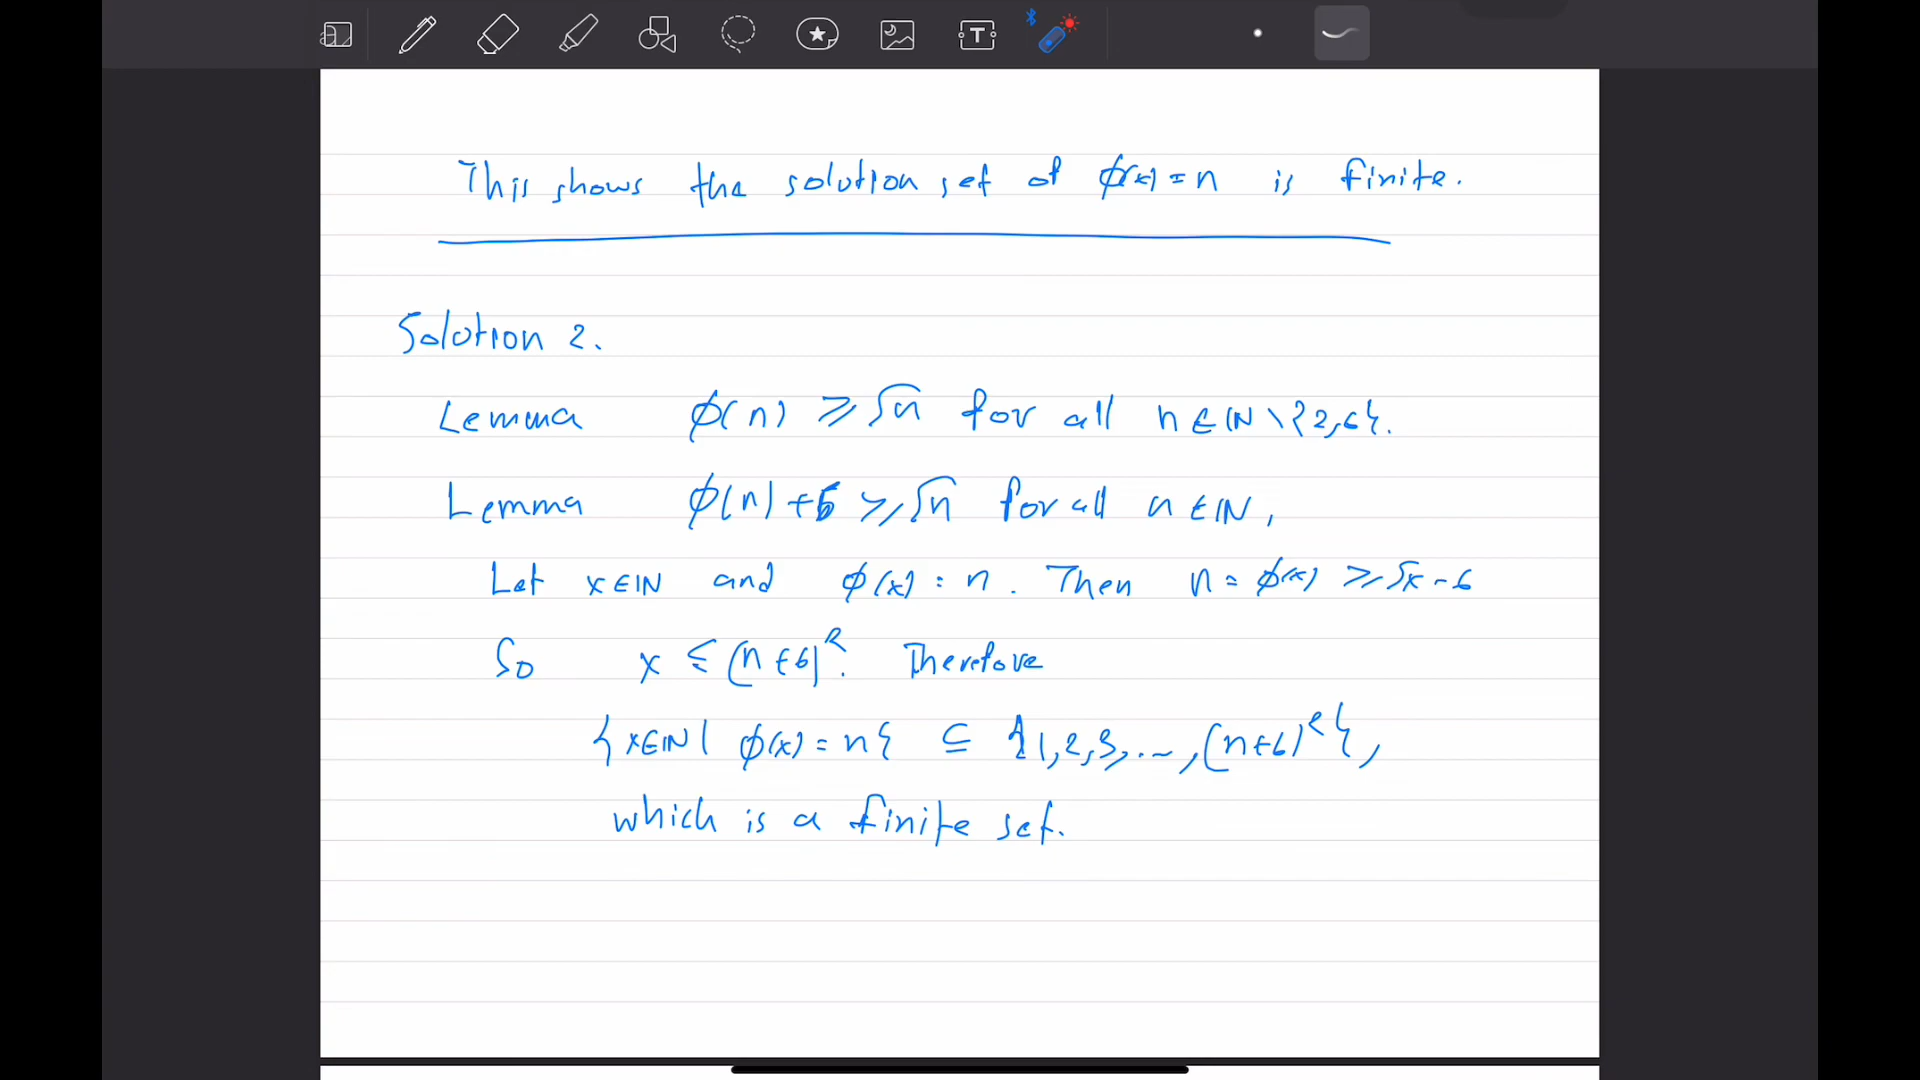 This shows the solution set of ϕ(x)=n is finite.
Solution 2.
Lemma ϕ(n) ≥ √n for all n∈ℕ\{2,6}.
Lemma ϕ(n)+6 ≥ √n for all n∈ℕ,
Let x∈ℕ and ϕ(x)=n. Then n=ϕ(x) ≥ √x-6
So x ≤ (n+6)². Therefore
{x∈ℕ| ϕ(x)=n} ⊆ {1,2,3,...,(n+6)²},
which is a finite set.